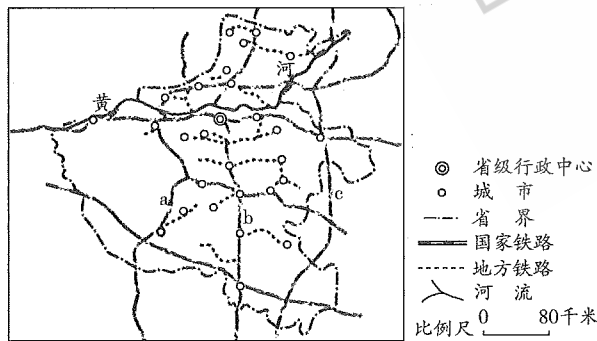 河
黄
a
b
c
省级行政中心
城 市
省 界
国家铁路
地方铁路
河 流
比例尺 0 80千米